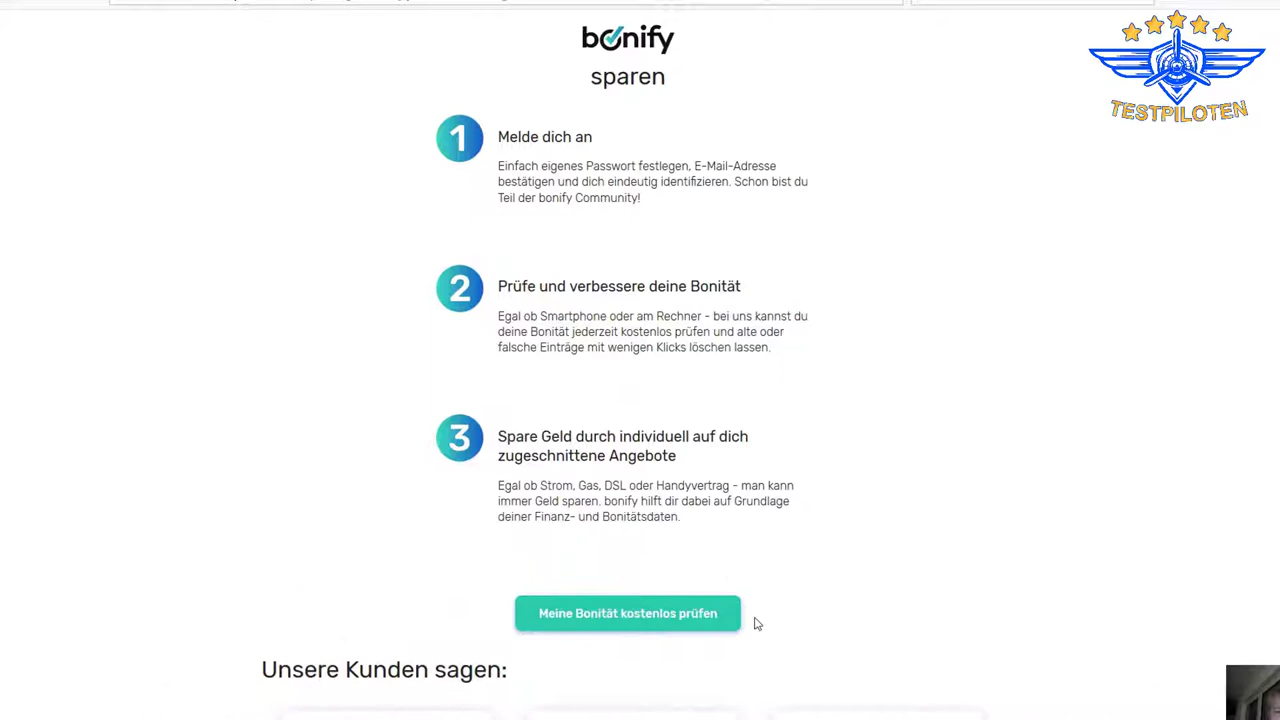 bonify
TESTPILOTEN
sparen
1
Melde dich an
Einfach eigenes Passwort festlegen, E-Mail-Adresse
bestätigen und dich eindeutig identifizieren. Schon bist du
Teil der bonify Community!
2
Prüfe und verbessere deine Bonität
Egal ob Smartphone oder am Rechner - bei uns kannst du
deine Bonität jederzeit kostenlos prüfen und alte oder
falsche Einträge mit wenigen Klicks löschen lassen.
3
Spare Geld durch individuell auf dich
zugeschnittene Angebote
Egal ob Strom, Gas, DSL oder Handyvertrag - man kann
immer Geld sparen. bonify hilft dir dabei auf Grundlage
deiner Finanz- und Bonitätsdaten.
Meine Bonität kostenlos prüfen
Unsere Kunden sagen: